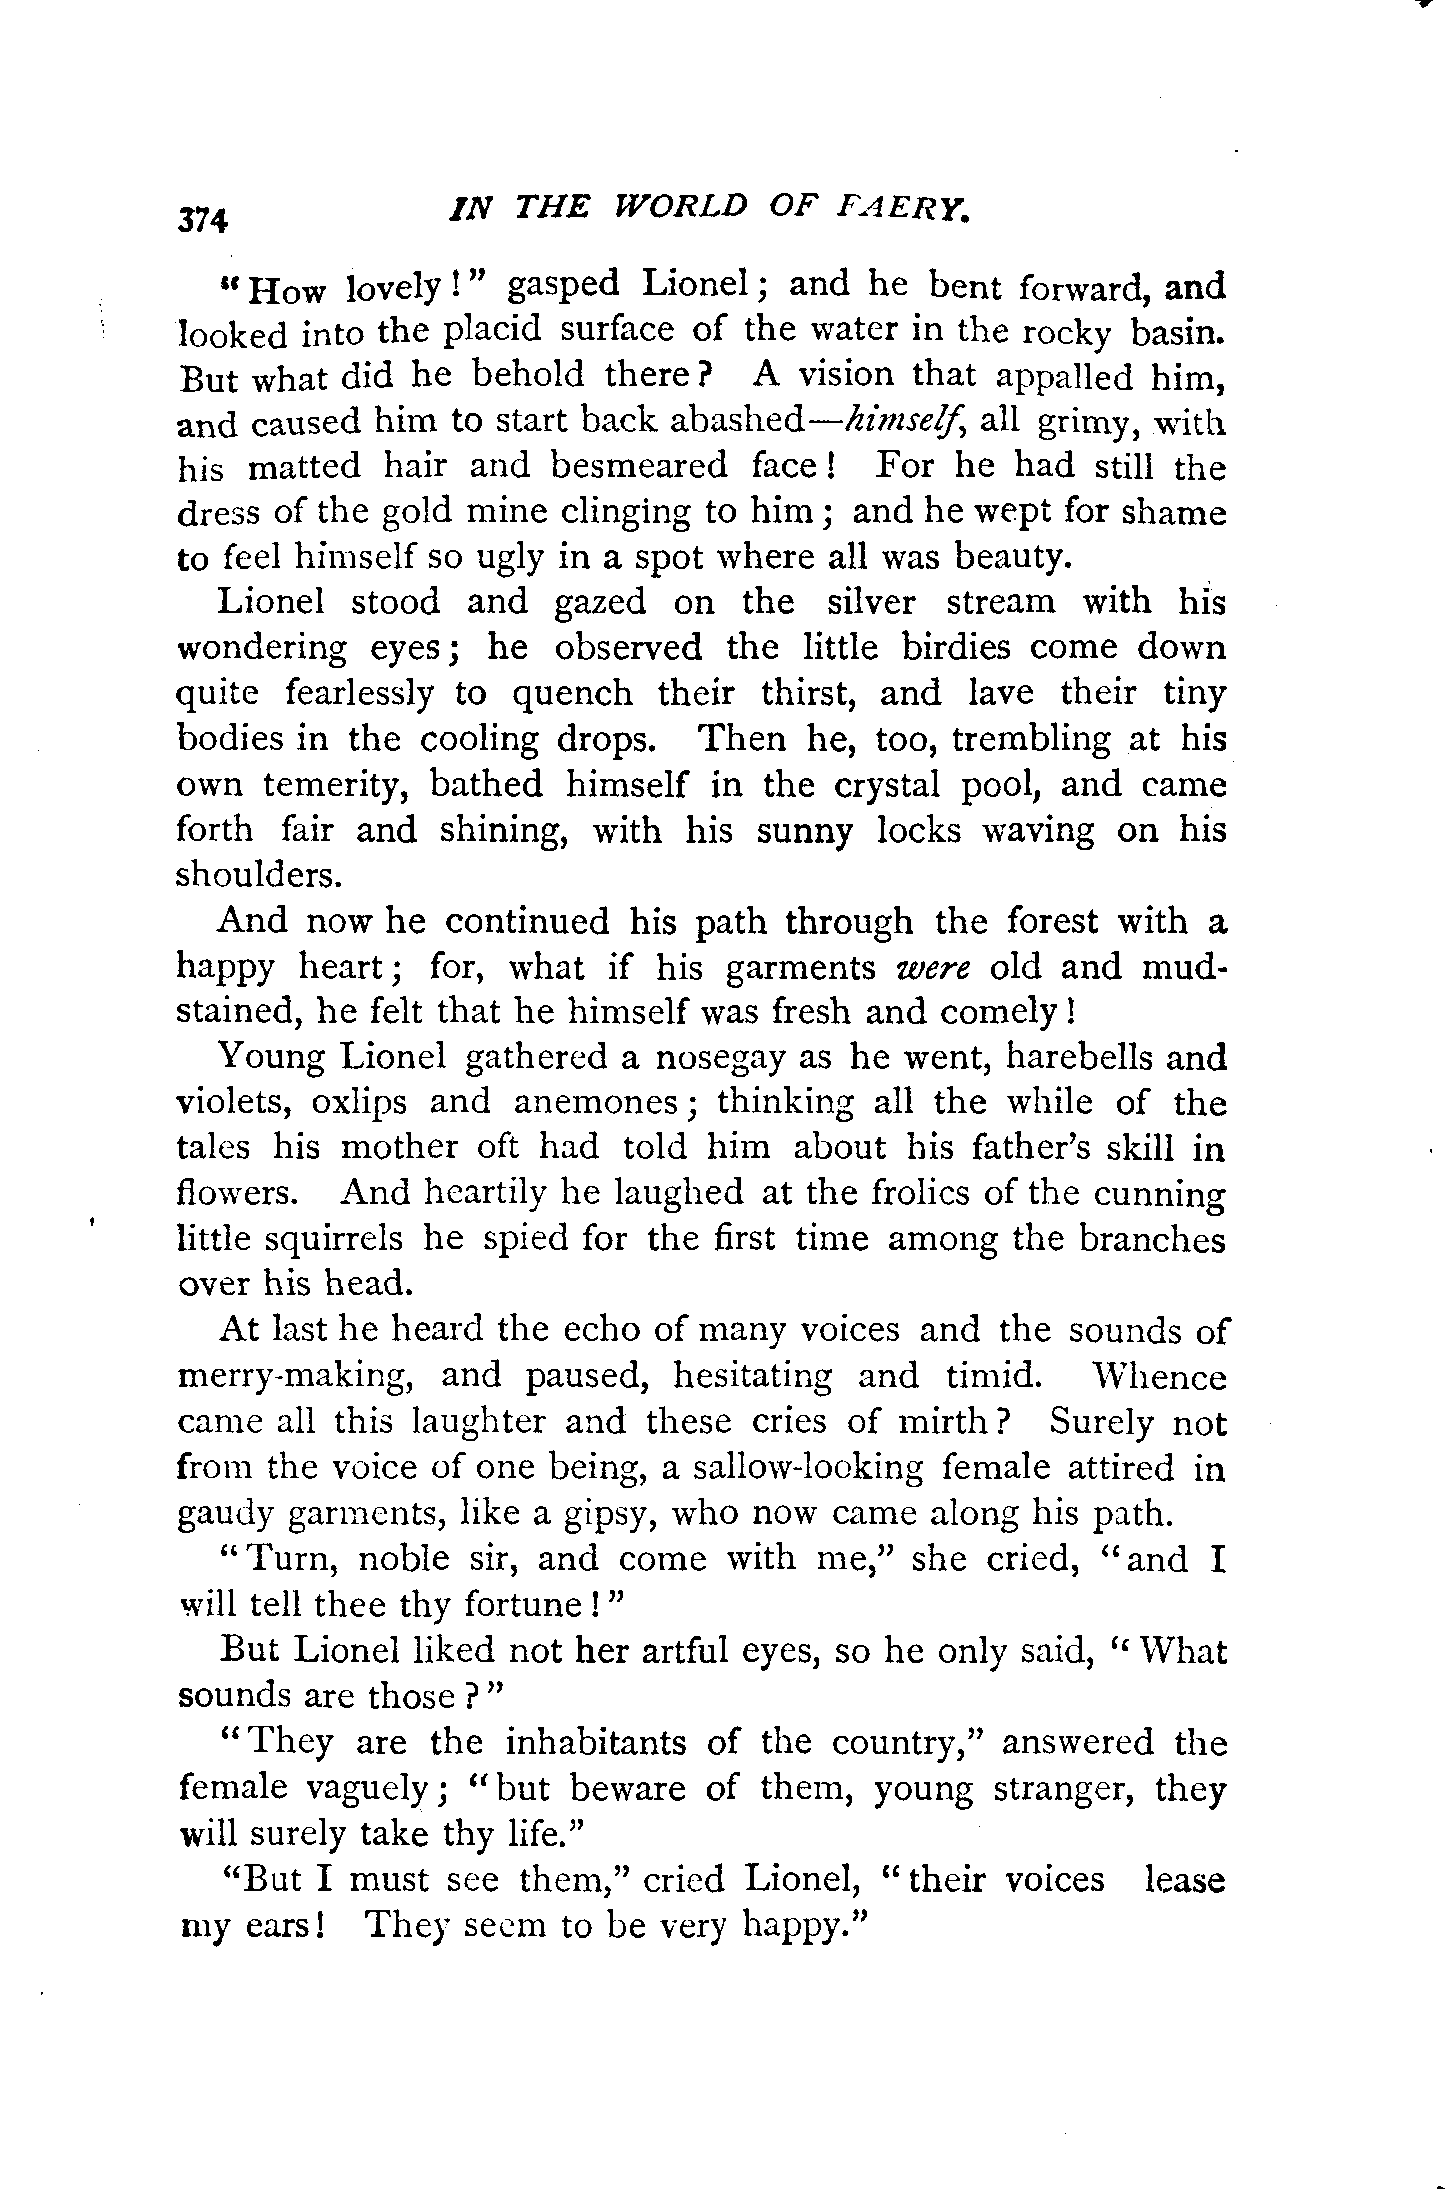 374 IN THE WORLD OF FAERY.
"How lovely!" gasped Lionel; and he bent forward, and
looked into the placid surface of the water in the rocky basin.
But what did he behold there? A vision that appalled him,
and caused him to start back abashed—himself, all grimy, with
his matted hair and besmeared face! For he had still the
dress of the gold mine clinging to him; and he wept for shame
to feel himself so ugly in a spot where all was beauty.
Lionel stood and gazed on the silver stream with his
wondering eyes; he observed the little birdies come down
quite fearlessly to quench their thirst, and lave their tiny
bodies in the cooling drops. Then he, too, trembling at his
own temerity, bathed himself in the crystal pool, and came
forth fair and shining, with his sunny locks waving on his
shoulders.
And now he continued his path through the forest with a
happy heart; for, what if his garments were old and mud-
stained, he felt that he himself was fresh and comely!
Young Lionel gathered a nosegay as he went, harebells and
violets, oxlips and anemones; thinking all the while of the
tales his mother oft had told him about his father's skill in
flowers. And heartily he laughed at the frolics of the cunning
little squirrels he spied for the first time among the branches
over his head.
At last he heard the echo of many voices and the sounds of
merry-making, and paused, hesitating and timid. Whence
came all this laughter and these cries of mirth? Surely not
from the voice of one being, a sallow-looking female attired in
gaudy garments, like a gipsy, who now came along his path.
"Turn, noble sir, and come with me," she cried, "and I
will tell thee thy fortune!"
But Lionel liked not her artful eyes, so he only said, "What
sounds are those?"
"They are the inhabitants of the country," answered the
female vaguely; "but beware of them, young stranger, they
will surely take thy life."
"But I must see them," cried Lionel, "their voices lease
my ears! They seem to be very happy."